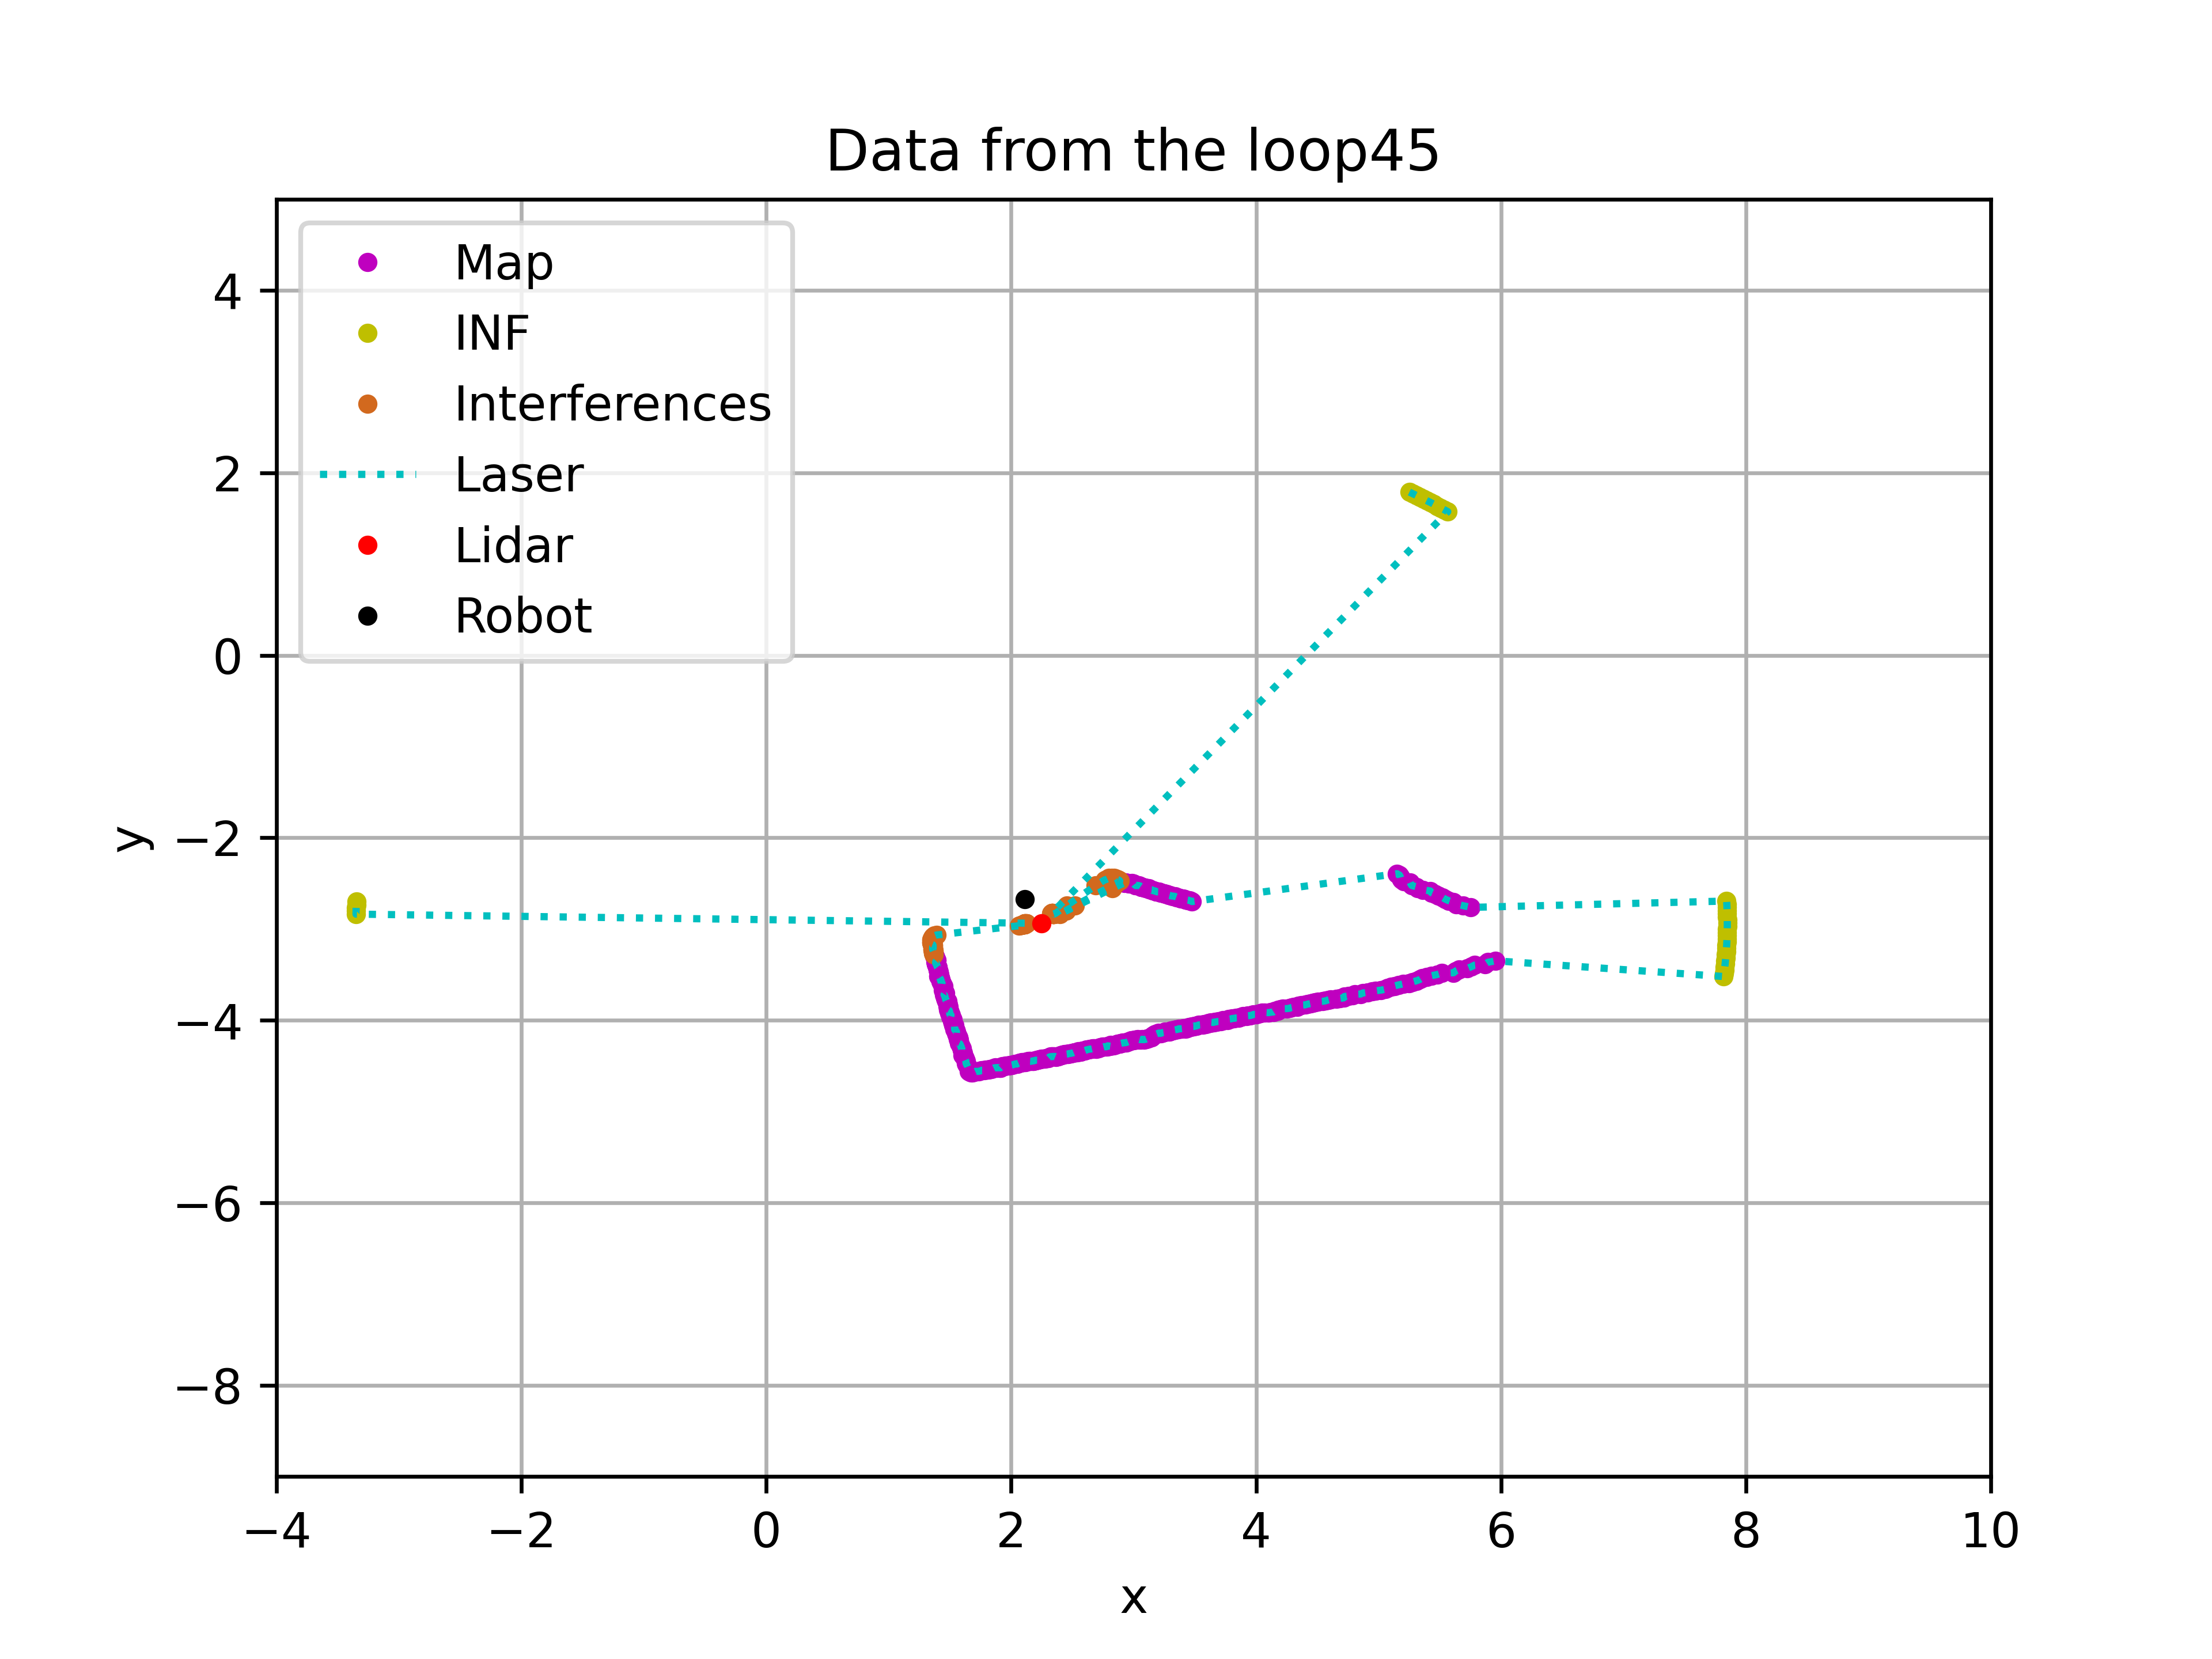 Data from the loop45
Map
INF
Interferences
Laser
Lidar
Robot
4
2
0
−2
−4
−6
−8
y
−4 −2 0 2 4 6 8 10
x